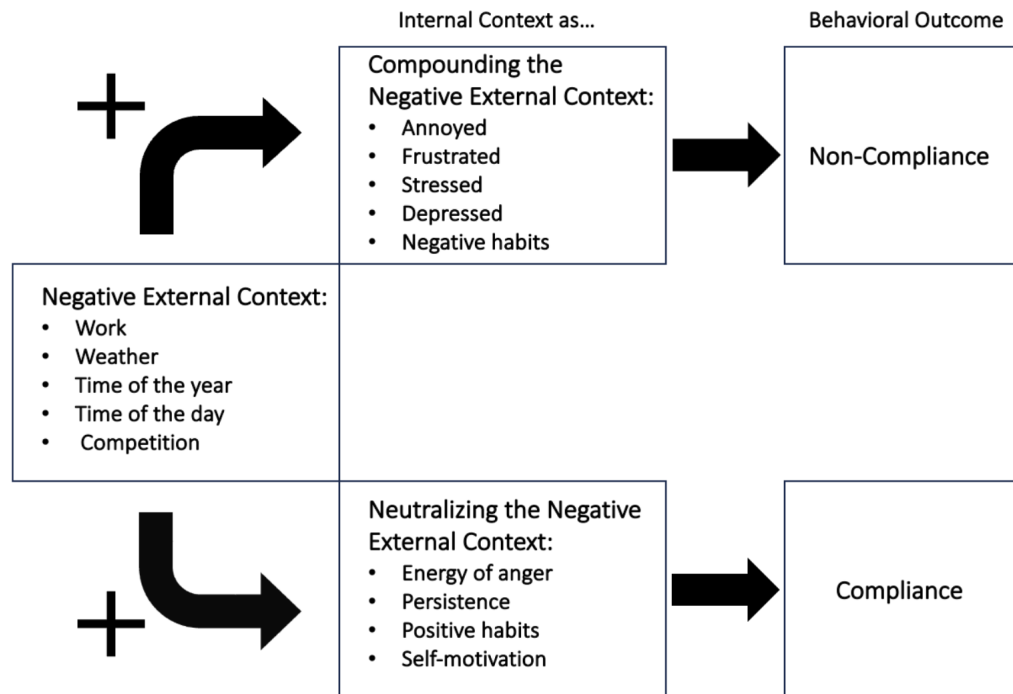 Internal Context as...
Behavioral Outcome
Compounding the
Negative External Context:
• Annoyed
• Frustrated
• Stressed
• Depressed
• Negative habits
Non-Compliance
Negative External Context:
• Work
• Weather
• Time of the year
• Time of the day
• Competition
Neutralizing the Negative
External Context:
• Energy of anger
• Persistence
• Positive habits
• Self-motivation
Compliance